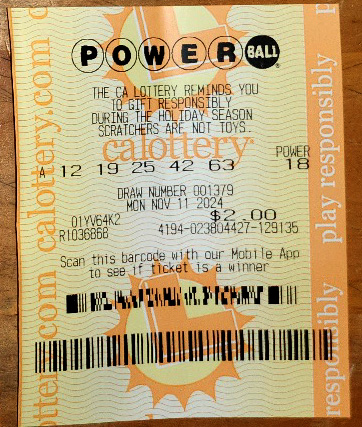 POWER BALL
THE CA LOTTERY REMINDS YOU
TO GIFT RESPONSIBLY
DURING THE HOLIDAY SEASON
SCRATCHERS ARE NOT TOYS.
calottery
POWER
A 12 19 25 42 63 18
DRAW NUMBER 001379
MON NOV 11 2024
01YV64K2 $2.00
R1036868 4194-023804427-129135
Scan this barcode with our Mobile App
to see if ticket is a winner
calottery.com
play responsibly